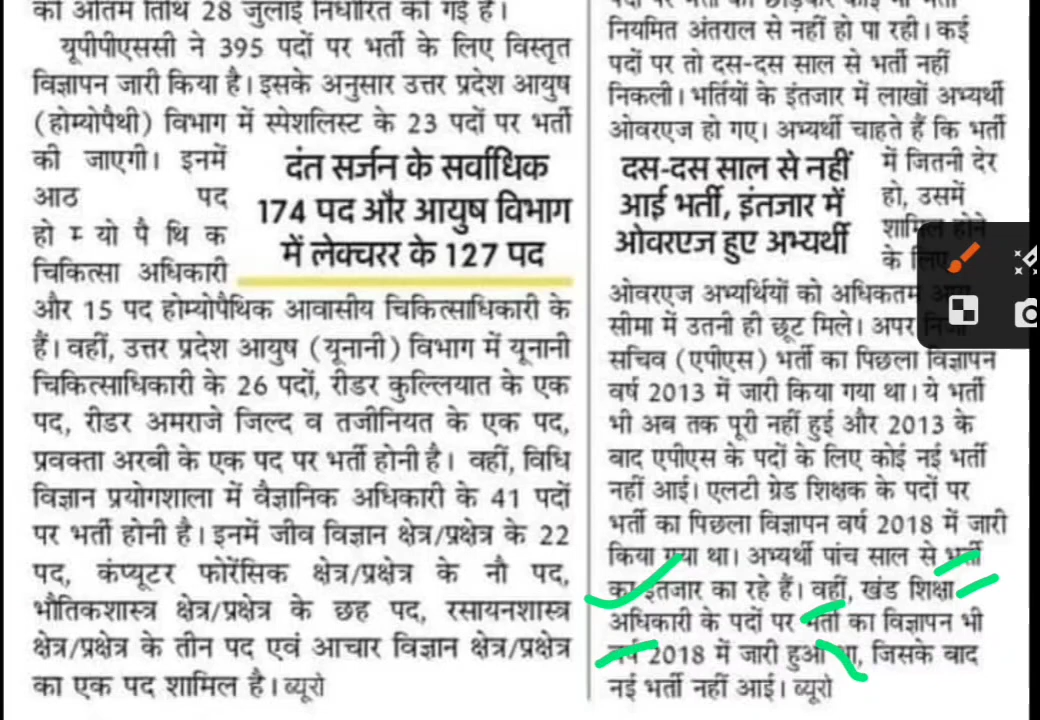 की अंतिम तिथि 28 जुलाई निर्धारित की गई है।
यूपीपीएससी ने 395 पदों पर भर्ती के लिए विस्तृत
विज्ञापन जारी किया है। इसके अनुसार उत्तर प्रदेश आयुष
(होम्योपैथी) विभाग में स्पेशलिस्ट के 23 पदों पर भर्ती
की जाएगी। इनमें
आठ पद
होम्योपैथिक
चिकित्सा अधिकारी
दंत सर्जन के सर्वाधिक
174 पद और आयुष विभाग
में लेक्चरर के 127 पद
और 15 पद होम्योपैथिक आवासीय चिकित्साधिकारी के
हैं। वहीं, उत्तर प्रदेश आयुष (यूनानी) विभाग में यूनानी
चिकित्साधिकारी के 26 पदों, रीडर कुल्लियात के एक
पद, रीडर अमराजे जिल्द व तजीनियत के एक पद,
प्रवक्ता अरबी के एक पद पर भर्ती होनी है। वहीं, विधि
विज्ञान प्रयोगशाला में वैज्ञानिक अधिकारी के 41 पदों
पर भर्ती होनी है। इनमें जीव विज्ञान क्षेत्र/प्रक्षेत्र के 22
पद, कंप्यूटर फोरेंसिक क्षेत्र/प्रक्षेत्र के नौ पद,
भौतिकशास्त्र क्षेत्र/प्रक्षेत्र के छह पद, रसायनशास्त्र
क्षेत्र/प्रक्षेत्र के तीन पद एवं आचार विज्ञान क्षेत्र/प्रक्षेत्र
का एक पद शामिल है। ब्यूरो
नियमित अंतराल से नहीं हो पा रही। कई
पदों पर तो दस-दस साल से भर्ती नहीं
निकली। भर्तियों के इंतजार में लाखों अभ्यर्थी
ओवरएज हो गए। अभ्यर्थी चाहते हैं कि भर्ती
दस-दस साल से नहीं
आई भर्ती, इंतजार में
ओवरएज हुए अभ्यर्थी
में जितनी देर
हो, उसमें
शामिल होने
के लिए
ओवरएज अभ्यर्थियों को अधिकतम आयु
सीमा में उतनी ही छूट मिले। अपर निजी
सचिव (एपीएस) भर्ती का पिछला विज्ञापन
वर्ष 2013 में जारी किया गया था। ये भर्ती
भी अब तक पूरी नहीं हुई और 2013 के
बाद एपीएस के पदों के लिए कोई नई भर्ती
नहीं आई। एलटी ग्रेड शिक्षक के पदों पर
भर्ती का पिछला विज्ञापन वर्ष 2018 में जारी
किया गया था। अभ्यर्थी पांच साल से भर्ती
का इंतजार का रहे हैं। वहीं, खंड शिक्षा
अधिकारी के पदों पर भर्ती का विज्ञापन भी
वर्ष 2018 में जारी हुआ था, जिसके बाद
नई भर्ती नहीं आई। ब्यूरो